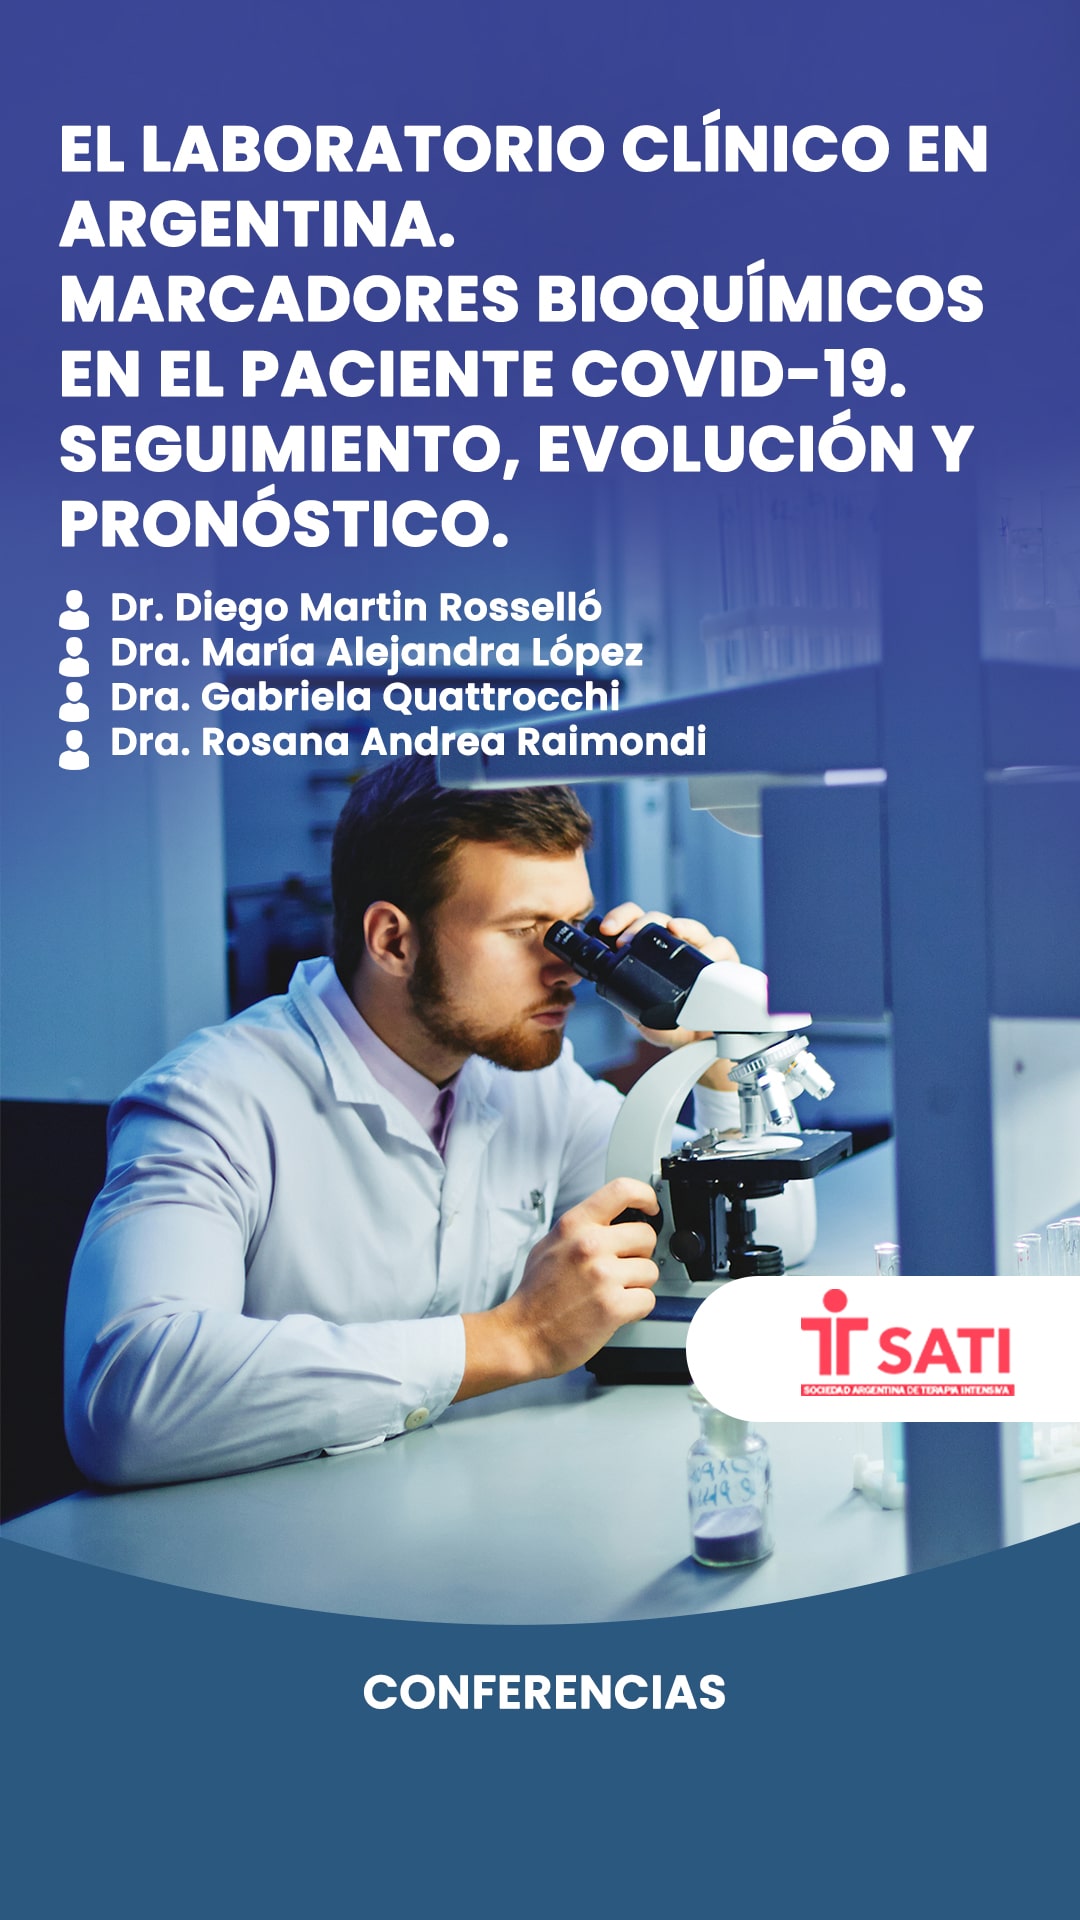 EL LABORATORIO CLÍNICO EN
ARGENTINA.
MARCADORES BIOQUÍMICOS
EN EL PACIENTE COVID-19.
SEGUIMIENTO, EVOLUCIÓN Y
PRONÓSTICO.
Dr. Diego Martin Rosselló
Dra. María Alejandra López
Dra. Gabriela Quattrocchi
Dra. Rosana Andrea Raimondi
SATI
SOCIEDAD ARGENTINA DE TERAPIA INTENSIVA
CONFERENCIAS